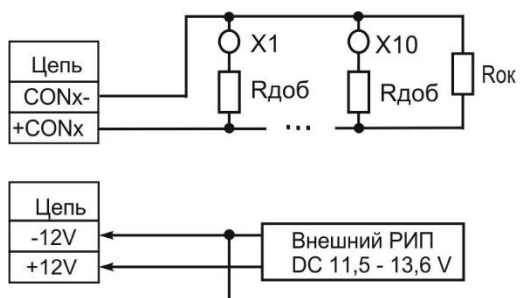 Цепь
CONx-
+CONx
X1
Rдоб
...
X10
Rдоб
Rок
Цепь
-12V
+12V
Внешний РИП
DC 11,5 - 13,6 V